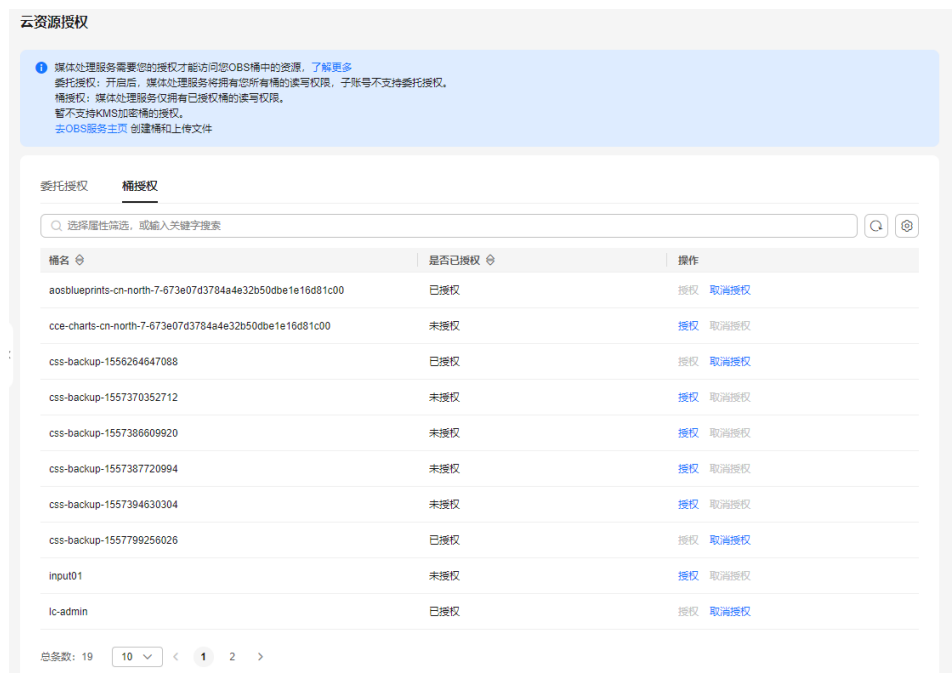 云资源授权
媒体处理服务需要您的授权才能访问您OBS桶中的资源，了解更多
委托授权：开启后，媒体处理服务将拥有您所有桶的读写权限，子账号不支持委托授权。
桶授权：媒体处理服务仅拥有已授权桶的读写权限。
暂不支持KMS加密桶的授权。
去OBS服务主页 创建桶和上传文件
委托授权 桶授权
选择属性筛选，或输入关键字搜索
桶名 是否已授权 操作
aosblueprints-cn-north-7-673e07d3784a4e32b50dbe1e16d81c00 已授权 授权 取消授权
cce-charts-cn-north-7-673e07d3784a4e32b50dbe1e16d81c00 未授权 授权 取消授权
css-backup-1556264647088 已授权 授权 取消授权
css-backup-1557370352712 未授权 授权 取消授权
css-backup-1557386609920 未授权 授权 取消授权
css-backup-1557387720994 未授权 授权 取消授权
css-backup-1557394630304 未授权 授权 取消授权
css-backup-1557799256026 已授权 授权 取消授权
input01 未授权 授权 取消授权
lc-admin 已授权 授权 取消授权
总条数：19 10 1 2